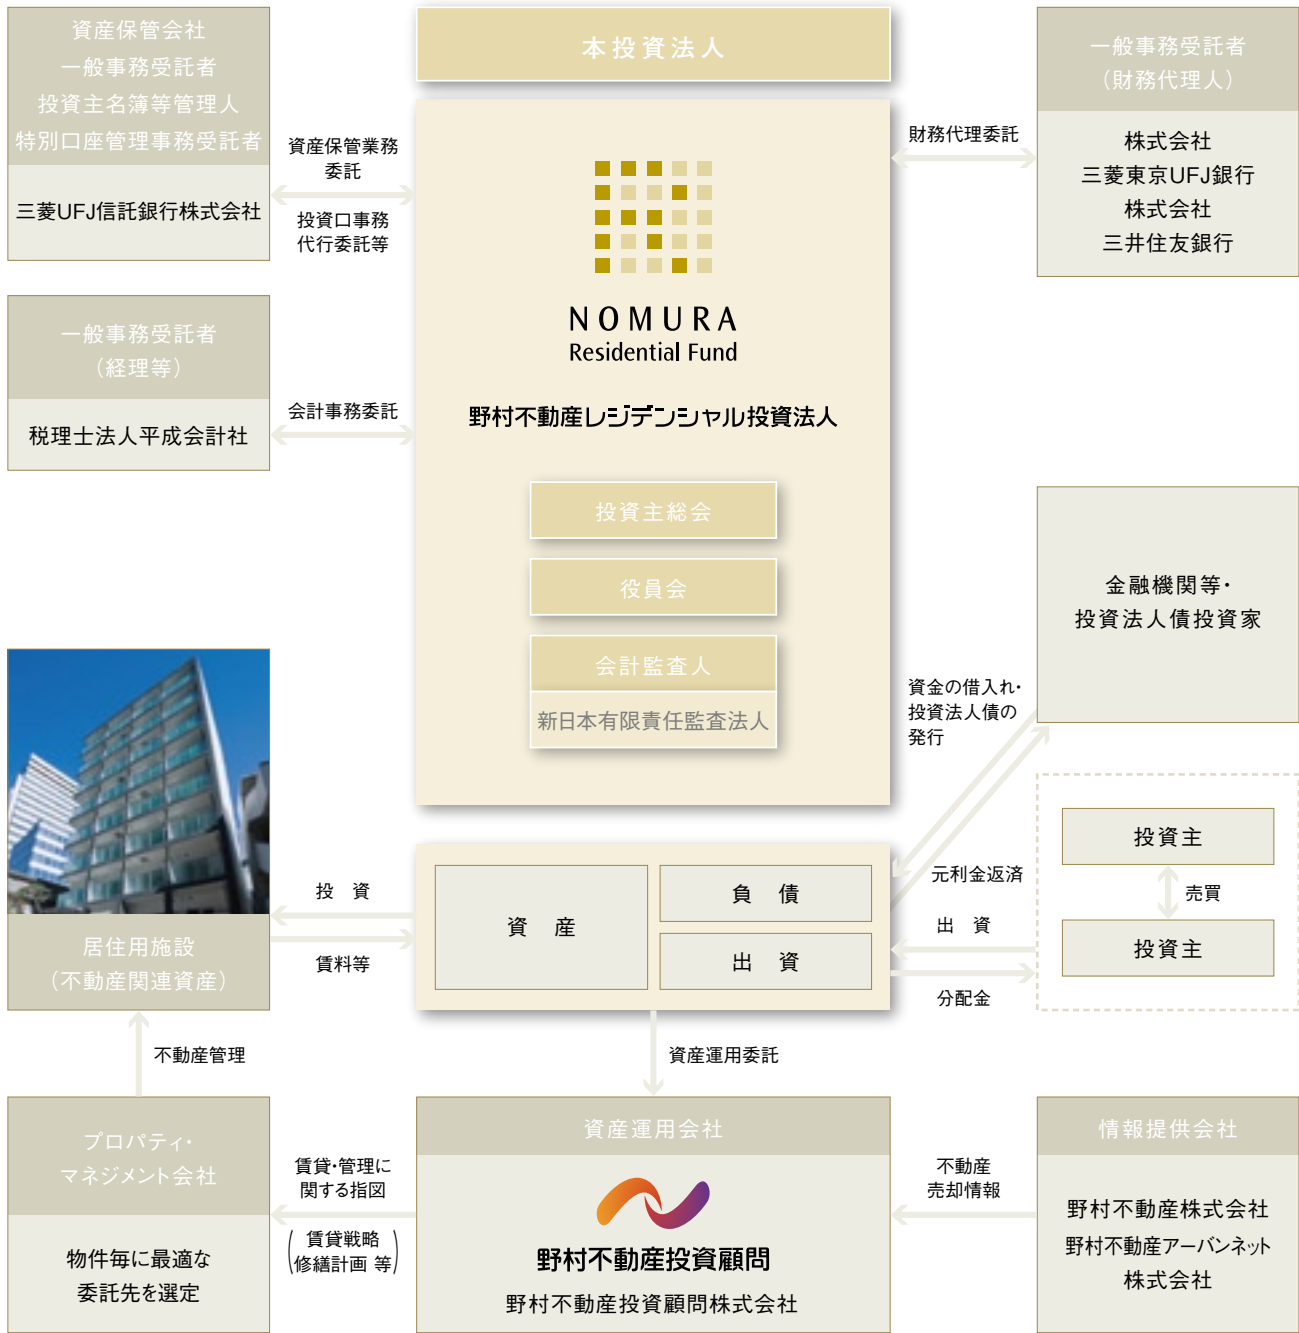 資産保管会社
一般事務受託者
投資主名簿等管理人
特別口座管理事務受託者
三菱UFJ信託銀行株式会社
資産保管業務
委託
投資口事務
代行委託等
本投資法人
一般事務受託者
（財務代理人）
株式会社
三菱東京UFJ銀行
株式会社
三井住友銀行
財務代理委託
NOMURA
Residential Fund
野村不動産レジデンシャル投資法人
一般事務受託者
（経理等）
税理士法人平成会計社
会計事務委託
投資主総会
役員会
会計監査人
新日本有限責任監査法人
金融機関等・
投資法人債投資家
資金の借入れ・
投資法人債の
発行
元利金返済
投資主
売買
投資主
出　資
分配金
資　産
負　債
出　資
投　資
賃料等
居住用施設
（不動産関連資産）
不動産管理
資産運用委託
プロパティ・
マネジメント会社
物件毎に最適な
委託先を選定
賃貸・管理に
関する指図
（賃貸戦略
修繕計画 等）
資産運用会社
野村不動産投資顧問
野村不動産投資顧問株式会社
不動産
売却情報
情報提供会社
野村不動産株式会社
野村不動産アーバンネット
株式会社